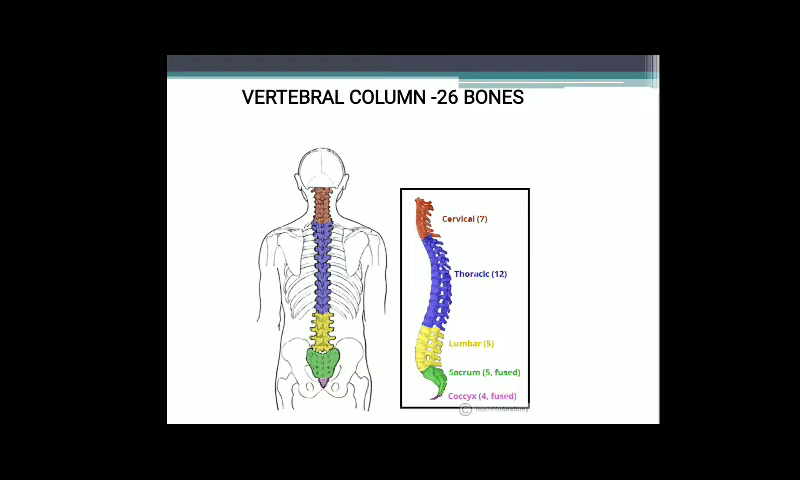 VERTEBRAL COLUMN -26 BONES
Cervical (7)
Thoracic (12)
Lumbar (5)
Sacrum (5, fused)
Coccyx (4, fused)
©